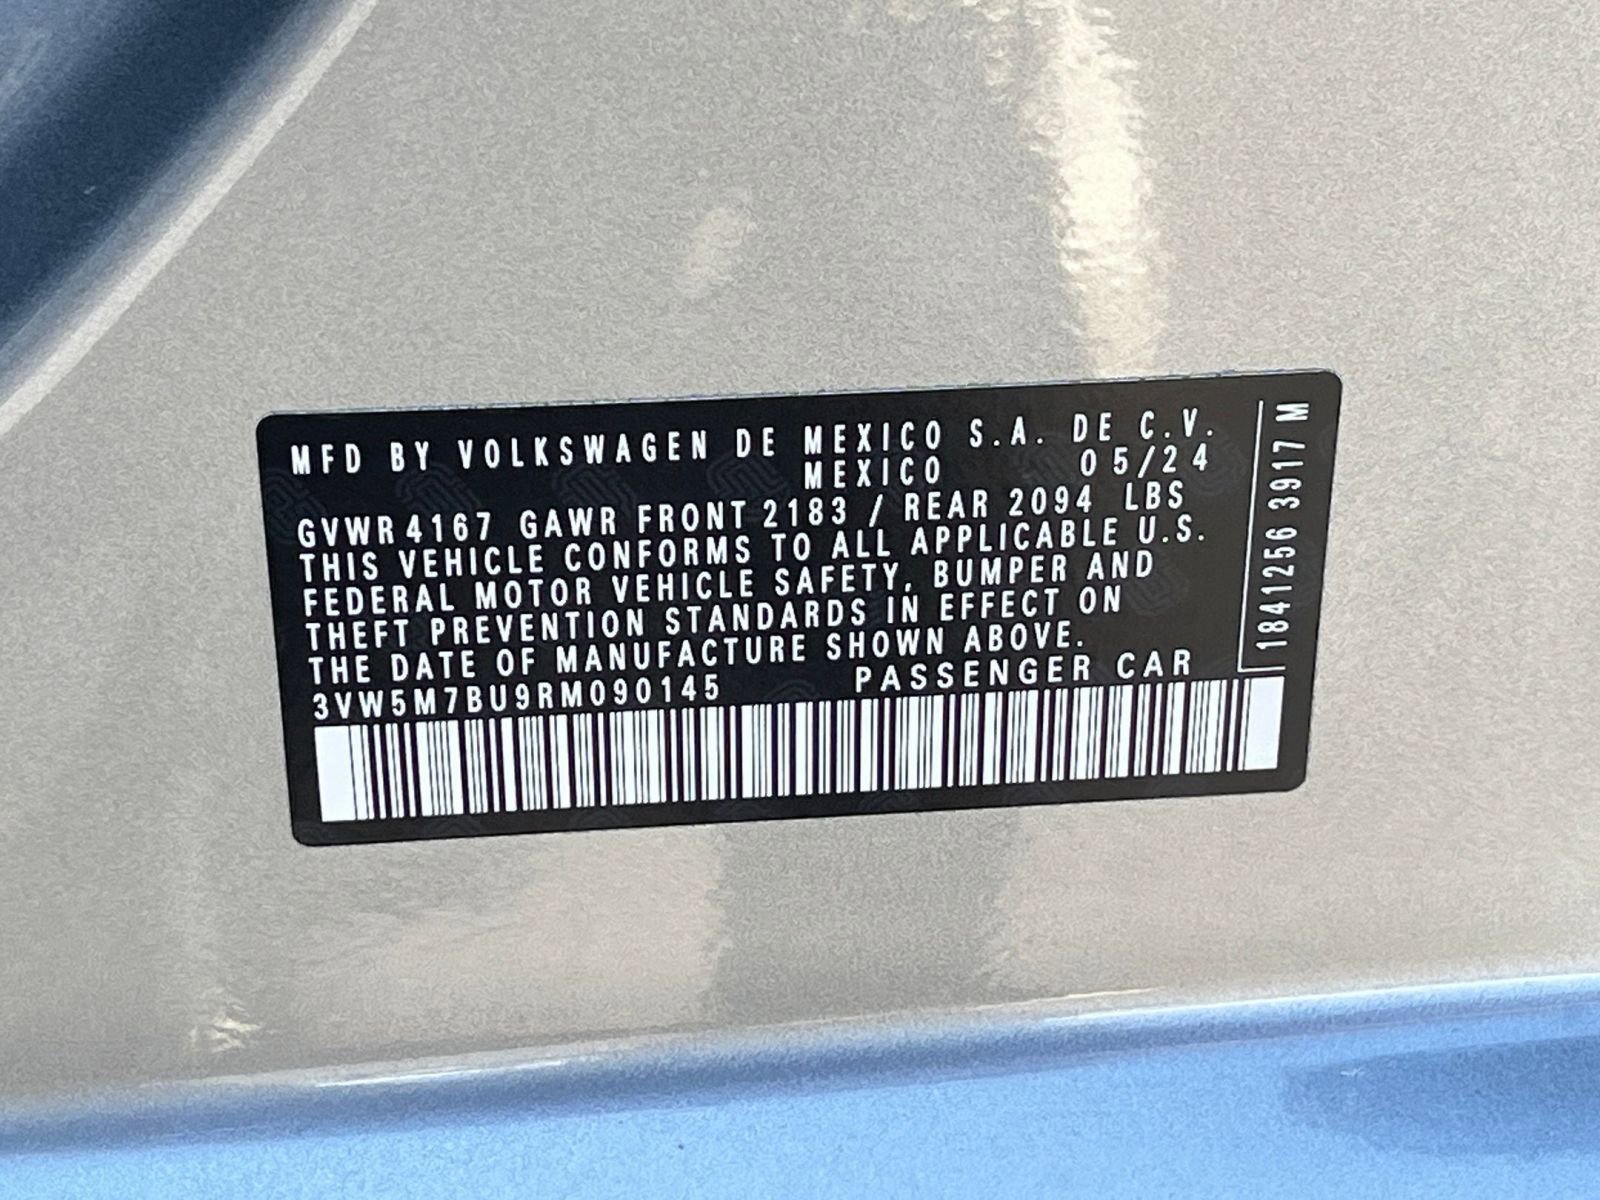 MFD BY VOLKSWAGEN DE MEXICO S.A. DE C.V.
MEXICO 05/24
GVWR 4167 GAWR FRONT 2183 / REAR 2094 LBS
THIS VEHICLE CONFORMS TO ALL APPLICABLE U.S.
FEDERAL MOTOR VEHICLE SAFETY, BUMPER AND
THEFT PREVENTION STANDARDS IN EFFECT ON
THE DATE OF MANUFACTURE SHOWN ABOVE.
3VW5M7BU9RM090145 PASSENGER CAR
1841256 3917 M